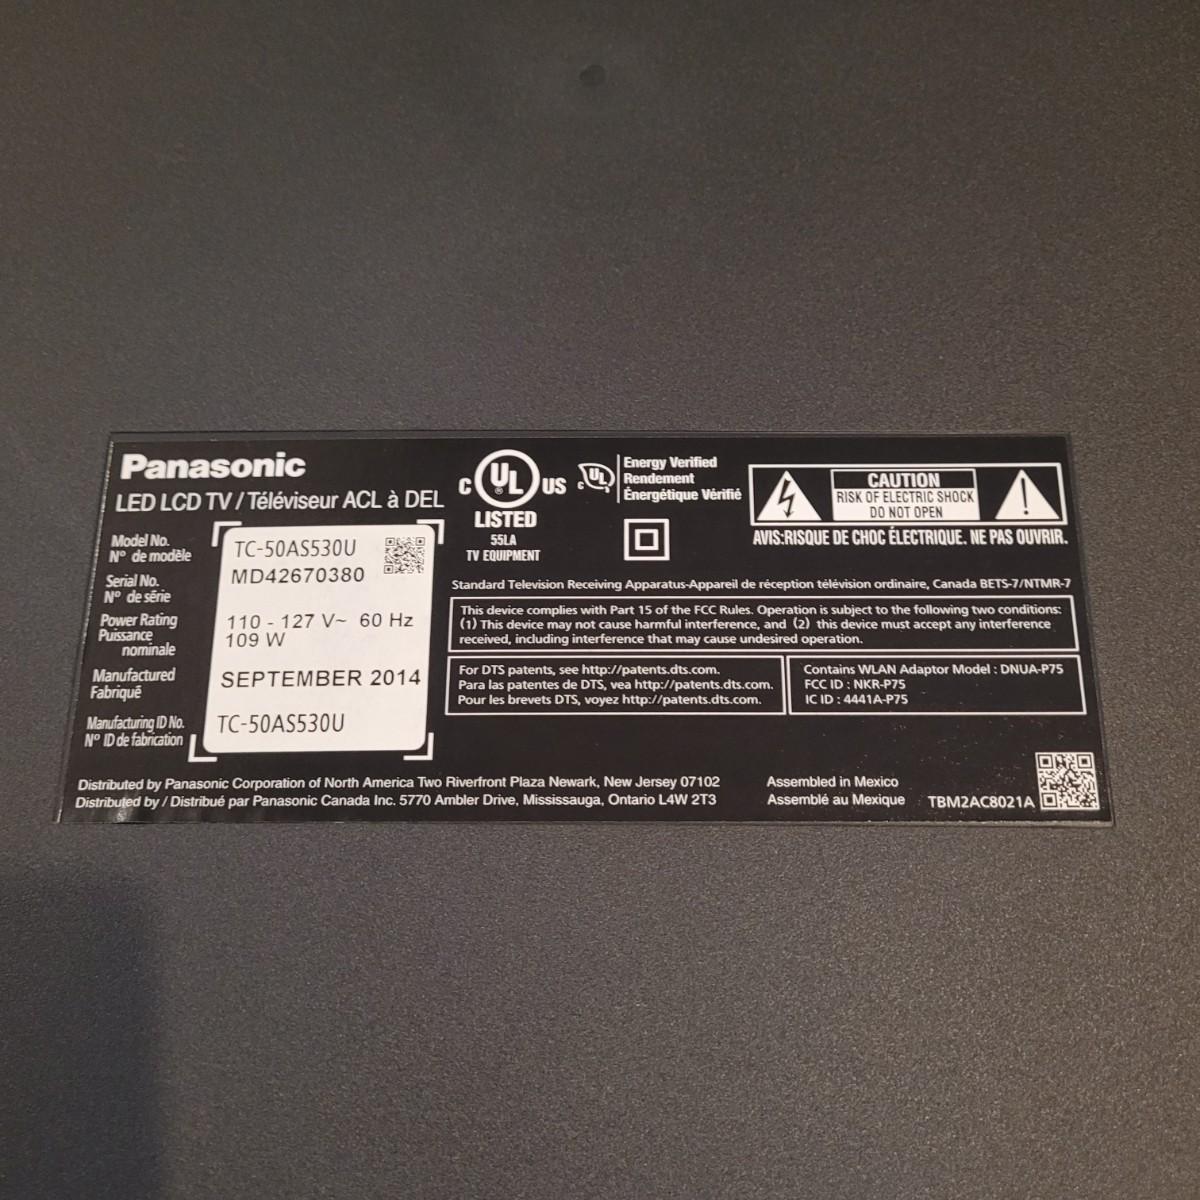 Panasonic
LED LCD TV / Téléviseur ACL à DEL
Model No.
N° de modèle
TC-50AS530U
Serial No.
N° de série
MD42670380
Power Rating
Puissance
nominale
110 - 127 V~ 60 Hz
109 W
Manufactured
Fabriqué
SEPTEMBER 2014
Manufacturing ID No.
N° ID de fabrication
TC-50AS530U
C UL ® US
LISTED
55LA
TV EQUIPMENT
C UL US
Energy Verified
Rendement
Énergétique Vérifié
CAUTION
RISK OF ELECTRIC SHOCK
DO NOT OPEN
!
AVIS:RISQUE DE CHOC ÉLECTRIQUE. NE PAS OUVRIR.
Standard Television Receiving Apparatus-Appareil de réception télévision ordinaire, Canada BETS-7/NTMR-7
This device complies with Part 15 of the FCC Rules. Operation is subject to the following two conditions:
(1) This device may not cause harmful interference, and (2) this device must accept any interference
received, including interference that may cause undesired operation.
For DTS patents, see http://patents.dts.com.
Para las patentes de DTS, vea http://patents.dts.com.
Pour les brevets DTS, voyez http://patents.dts.com.
Contains WLAN Adaptor Model : DNUA-P75
FCC ID : NKR-P75
IC ID : 4441A-P75
Distributed by Panasonic Corporation of North America Two Riverfront Plaza Newark, New Jersey 07102
Distributed by / Distribué par Panasonic Canada Inc. 5770 Ambler Drive, Mississauga, Ontario L4W 2T3
Assembled in Mexico
Assemblé au Mexique
TBM2AC8021A